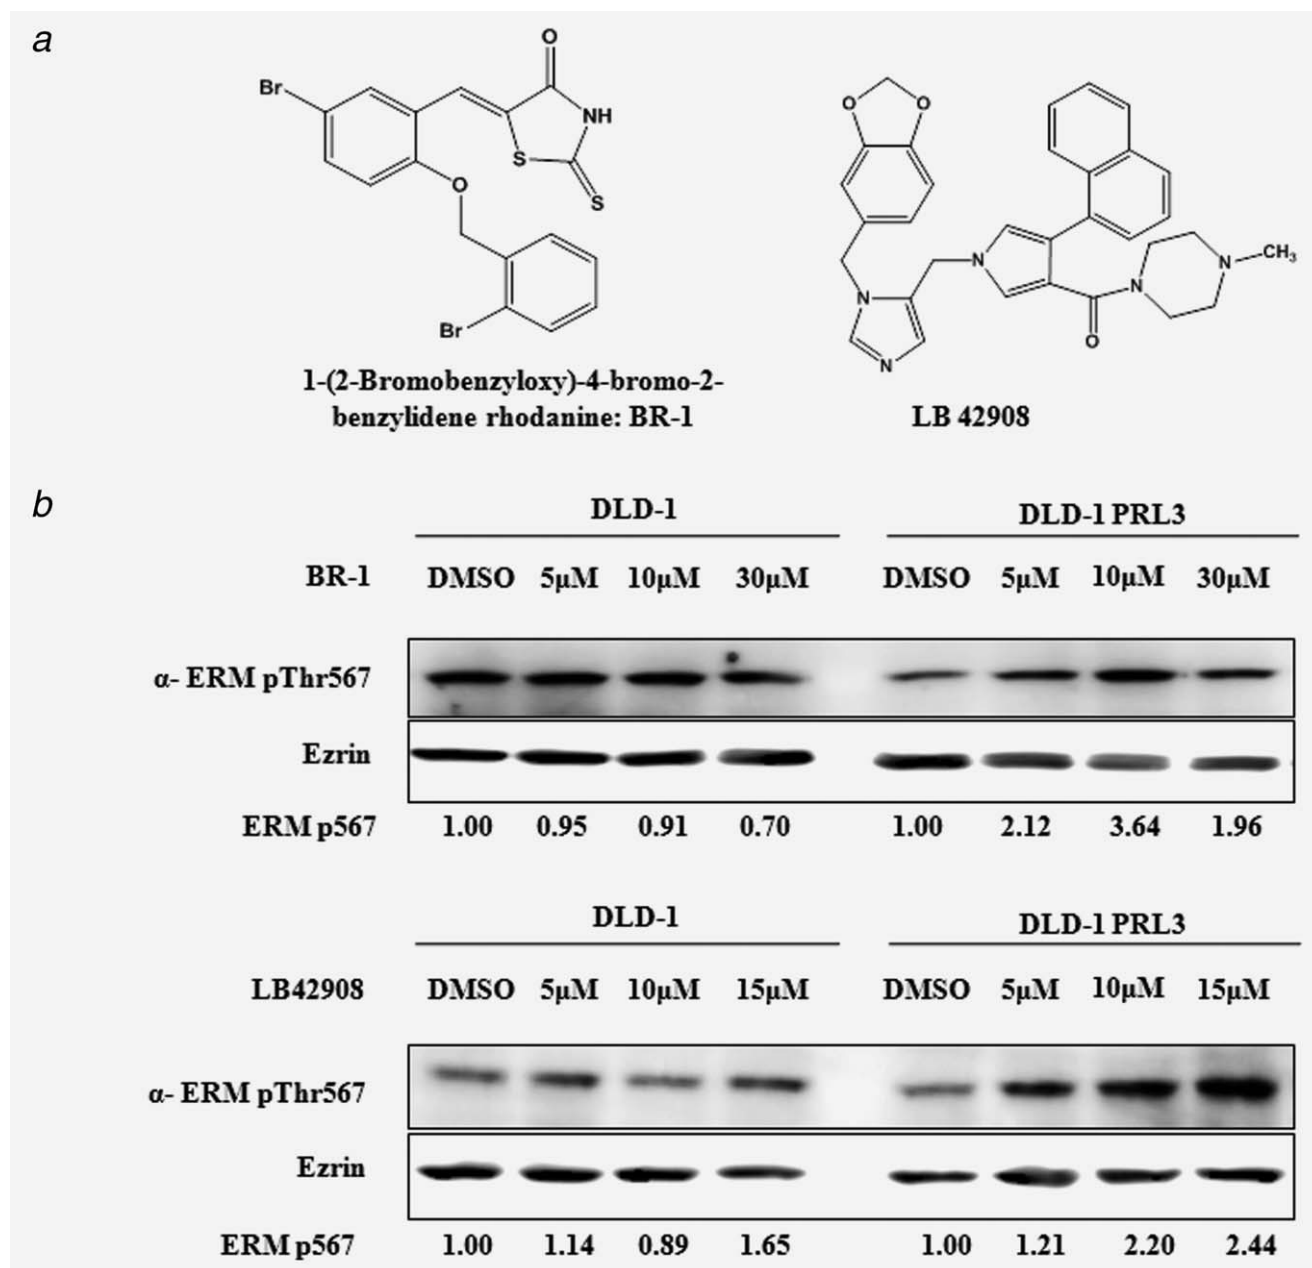 a
O
Br
NH
S
O
S
Br
O O
N
N
N
CH3
N
O
N
1-(2-Bromobenzyloxy)-4-bromo-2-
benzylidene rhodanine: BR-1
LB 42908
b
DLD-1 DLD-1 PRL3
BR-1 DMSO 5μM 10μM 30μM DMSO 5μM 10μM 30μM
α- ERM pThr567
Ezrin
ERM p567 1.00 0.95 0.91 0.70 1.00 2.12 3.64 1.96
DLD-1 DLD-1 PRL3
LB42908 DMSO 5μM 10μM 15μM DMSO 5μM 10μM 15μM
α- ERM pThr567
Ezrin
ERM p567 1.00 1.14 0.89 1.65 1.00 1.21 2.20 2.44